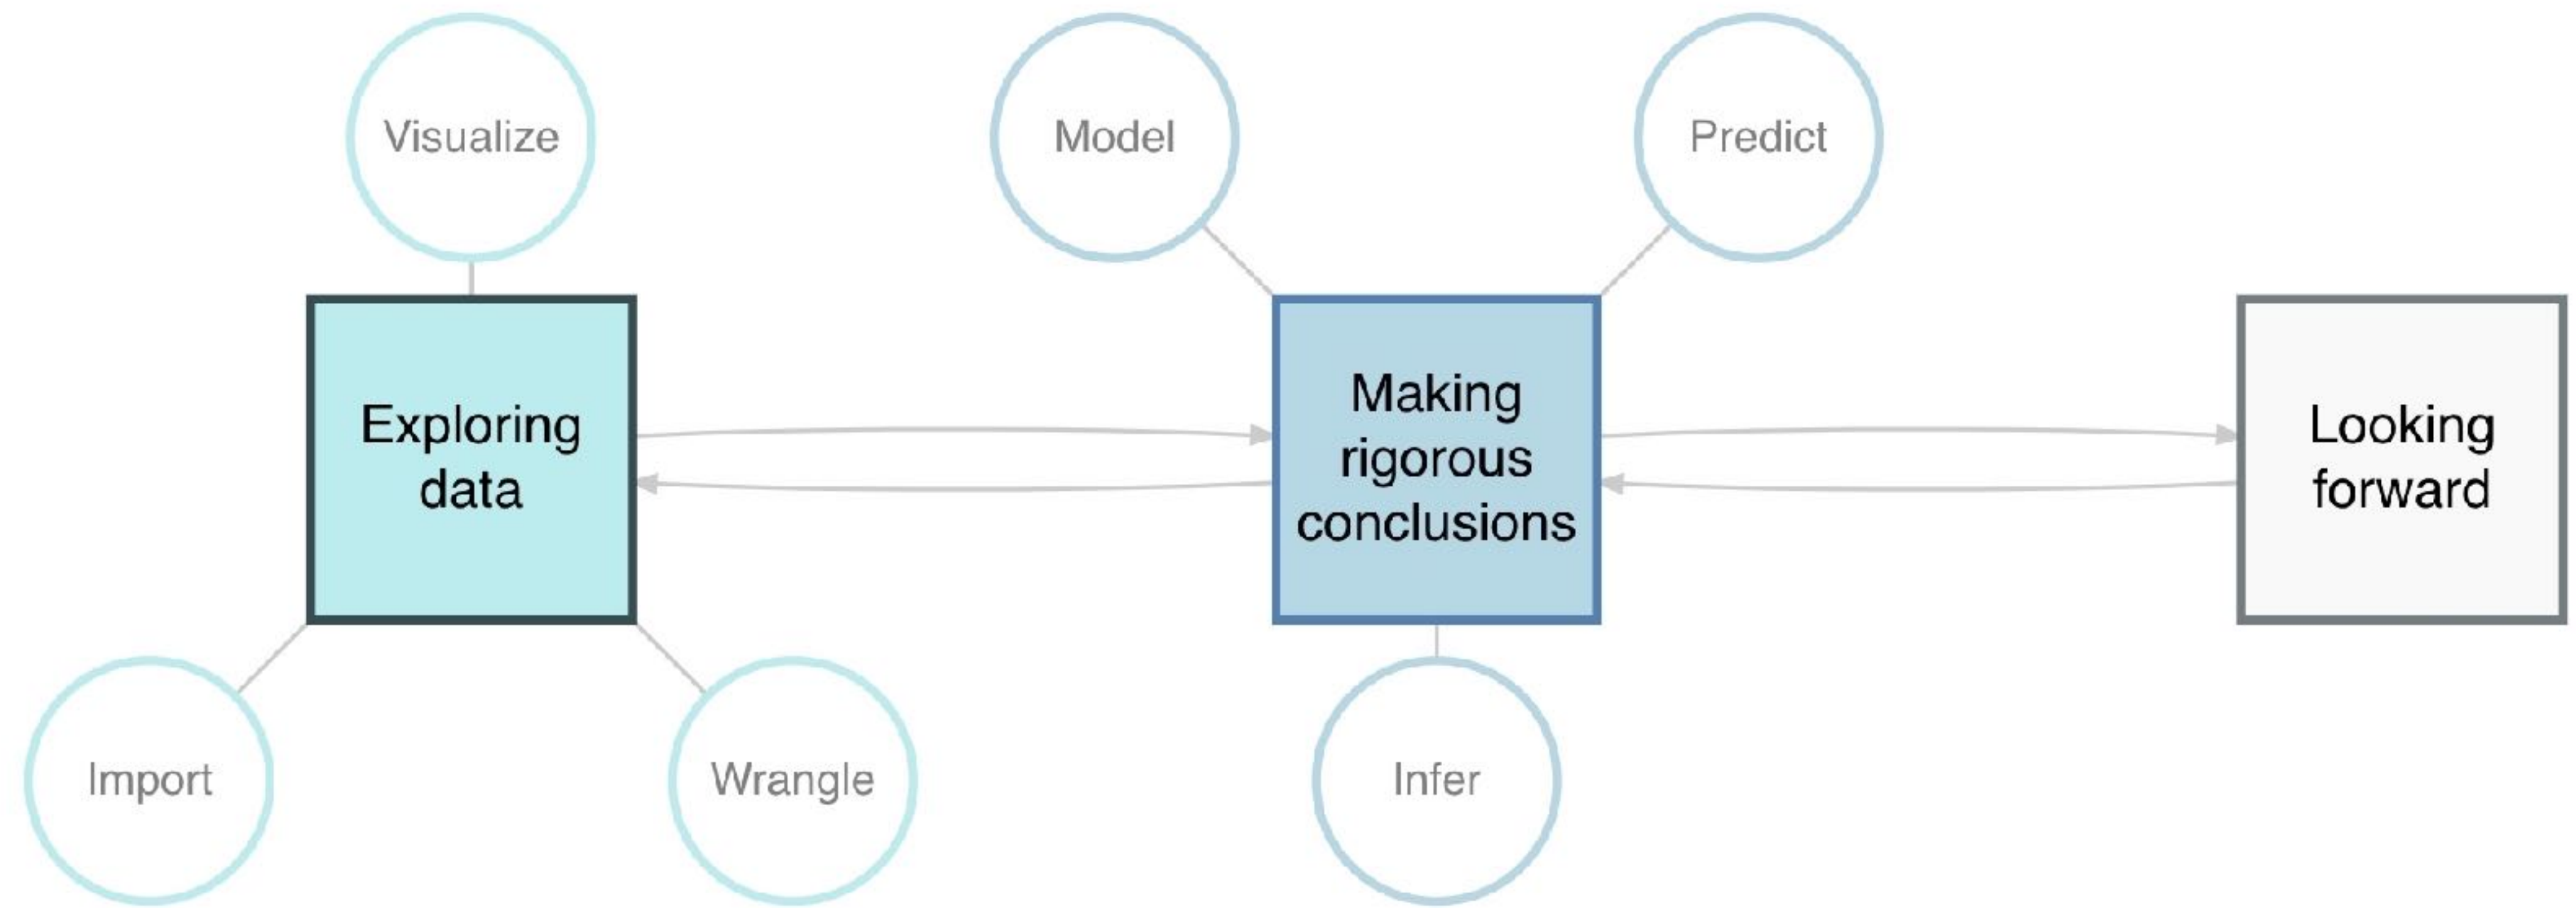 Visualize
Model
Predict
Exploring
data
Making
rigorous
conclusions
Looking
forward
Import
Wrangle
Infer